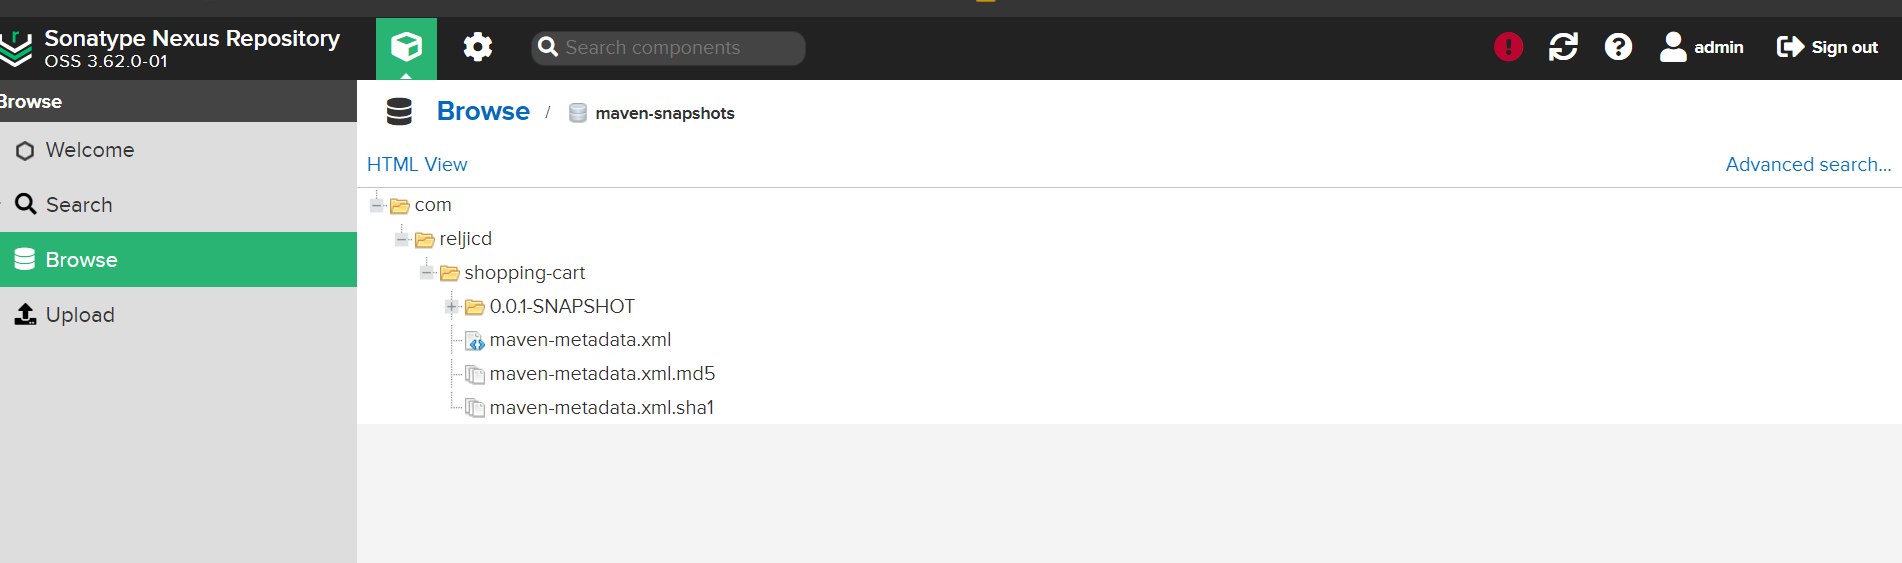 Sonatype Nexus Repository
OSS 3.62.0-01
Search components
admin
Sign out
Browse
Browse / maven-snapshots
Welcome
Search
Browse
Upload
HTML View
Advanced search...
com
reljicd
shopping-cart
0.0.1-SNAPSHOT
maven-metadata.xml
maven-metadata.xml.md5
maven-metadata.xml.sha1